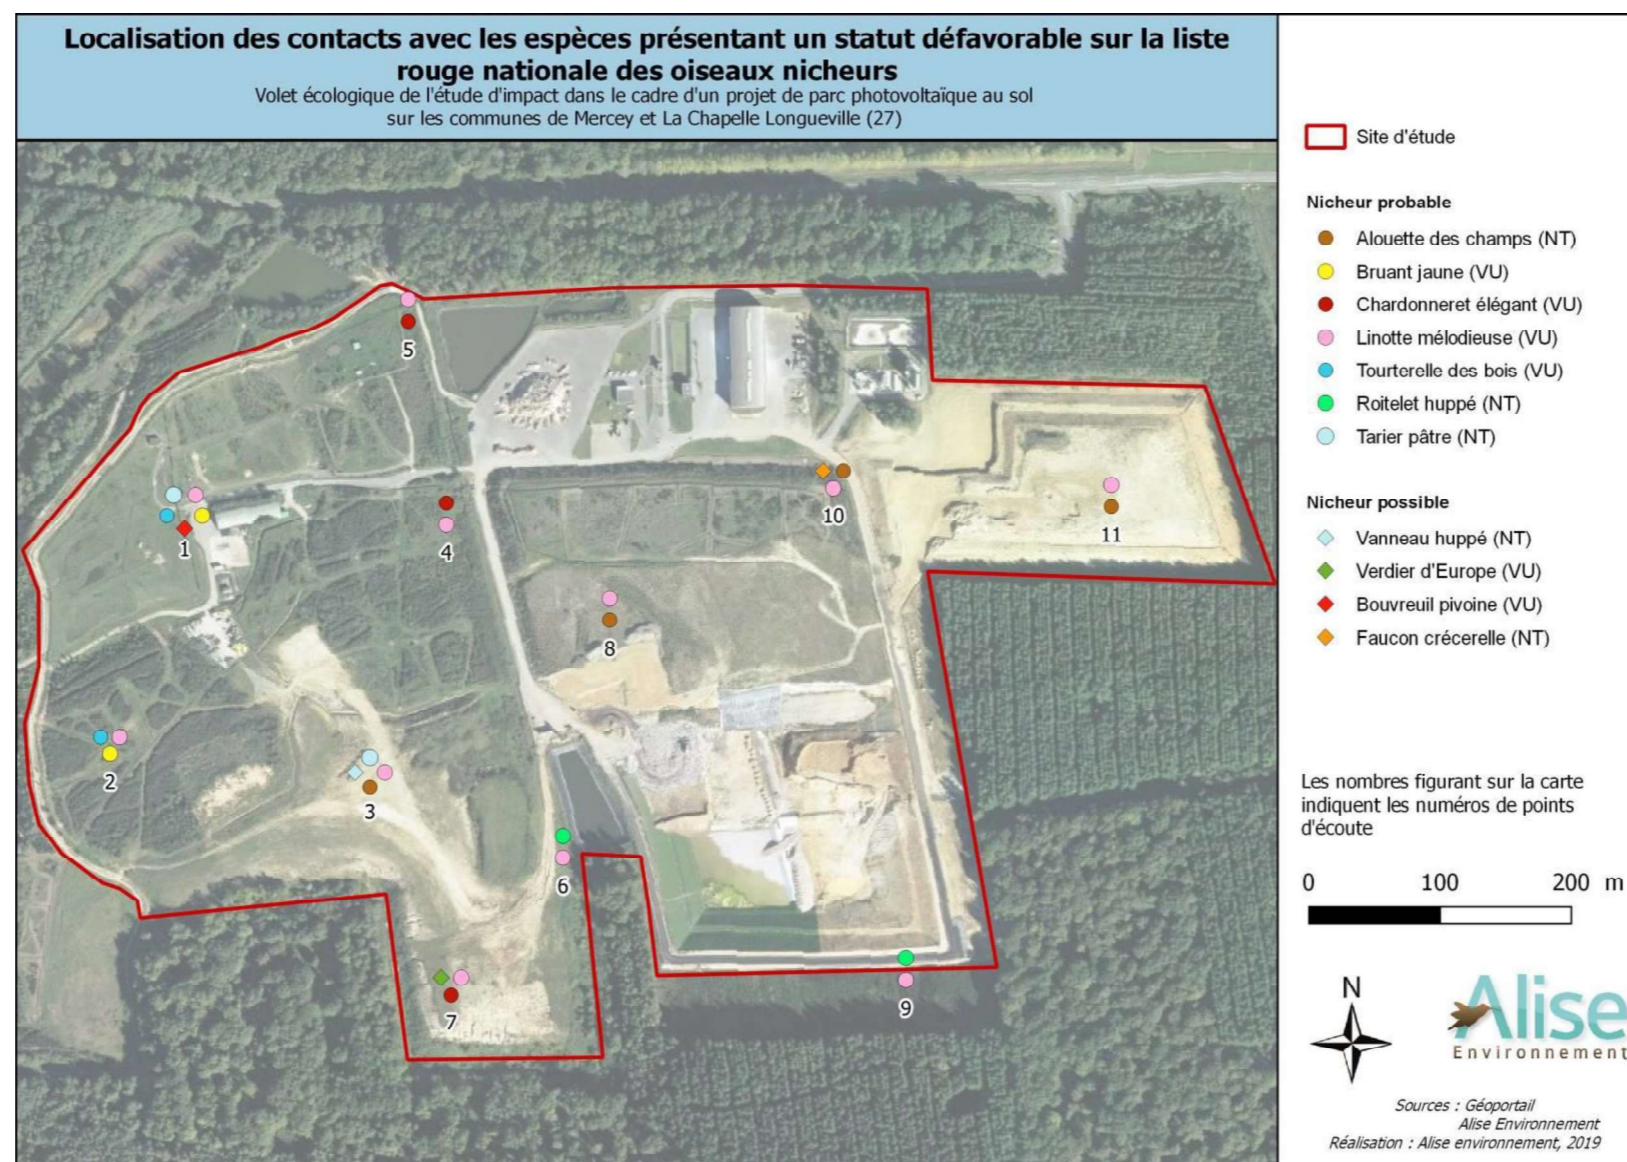 Localisation des contacts avec les espèces présentant un statut défavorable sur la liste
rouge nationale des oiseaux nicheurs
Volet écologique de l'étude d'impact dans le cadre d'un projet de parc photovoltaïque au sol
sur les communes de Mercey et La Chapelle Longueville (27)
5
1
4
10
11
8
2
3
6
7
9
Site d'étude
Nicheur probable
Alouette des champs (NT)
Bruant jaune (VU)
Chardonneret élégant (VU)
Linotte mélodieuse (VU)
Tourterelle des bois (VU)
Roitelet huppé (NT)
Tarier pâtre (NT)
Nicheur possible
Vanneau huppé (NT)
Verdier d'Europe (VU)
Bouvreuil pivoine (VU)
Faucon crécerelle (NT)
Les nombres figurant sur la carte
indiquent les numéros de points
d'écoute
0 100 200 m
N
Alise
Environnement
Sources : Géoportail
Alise Environnement
Réalisation : Alise environnement, 2019